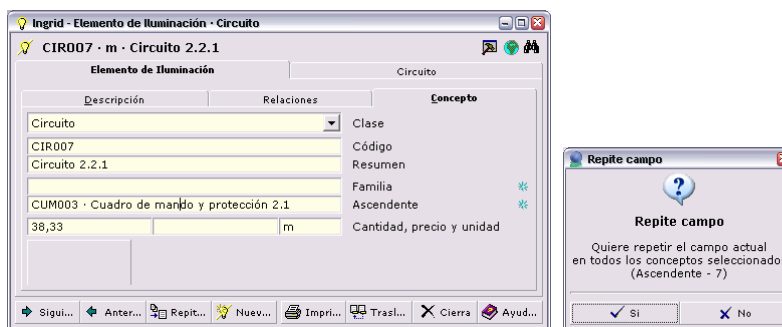 Ingrid - Elemento de Iluminación · Circuito
CIR007 · m · Circuito 2.2.1
Elemento de Iluminación
Circuito
Descripción
Relaciones
Concepto
Circuito
Clase
CIR007
Código
Circuito 2.2.1
Resumen
Familia
CUM003 · Cuadro de mando y protección 2.1
Ascendente
38,33
m
Cantidad, precio y unidad
Sigui...
Anter...
Repit...
Nuev...
Impri...
Trasl...
Cierra
Ayud...
Repite campo
Repite campo
Quiere repetir el campo actual
en todos los conceptos seleccionado
(Ascendente - 7)
Si
No